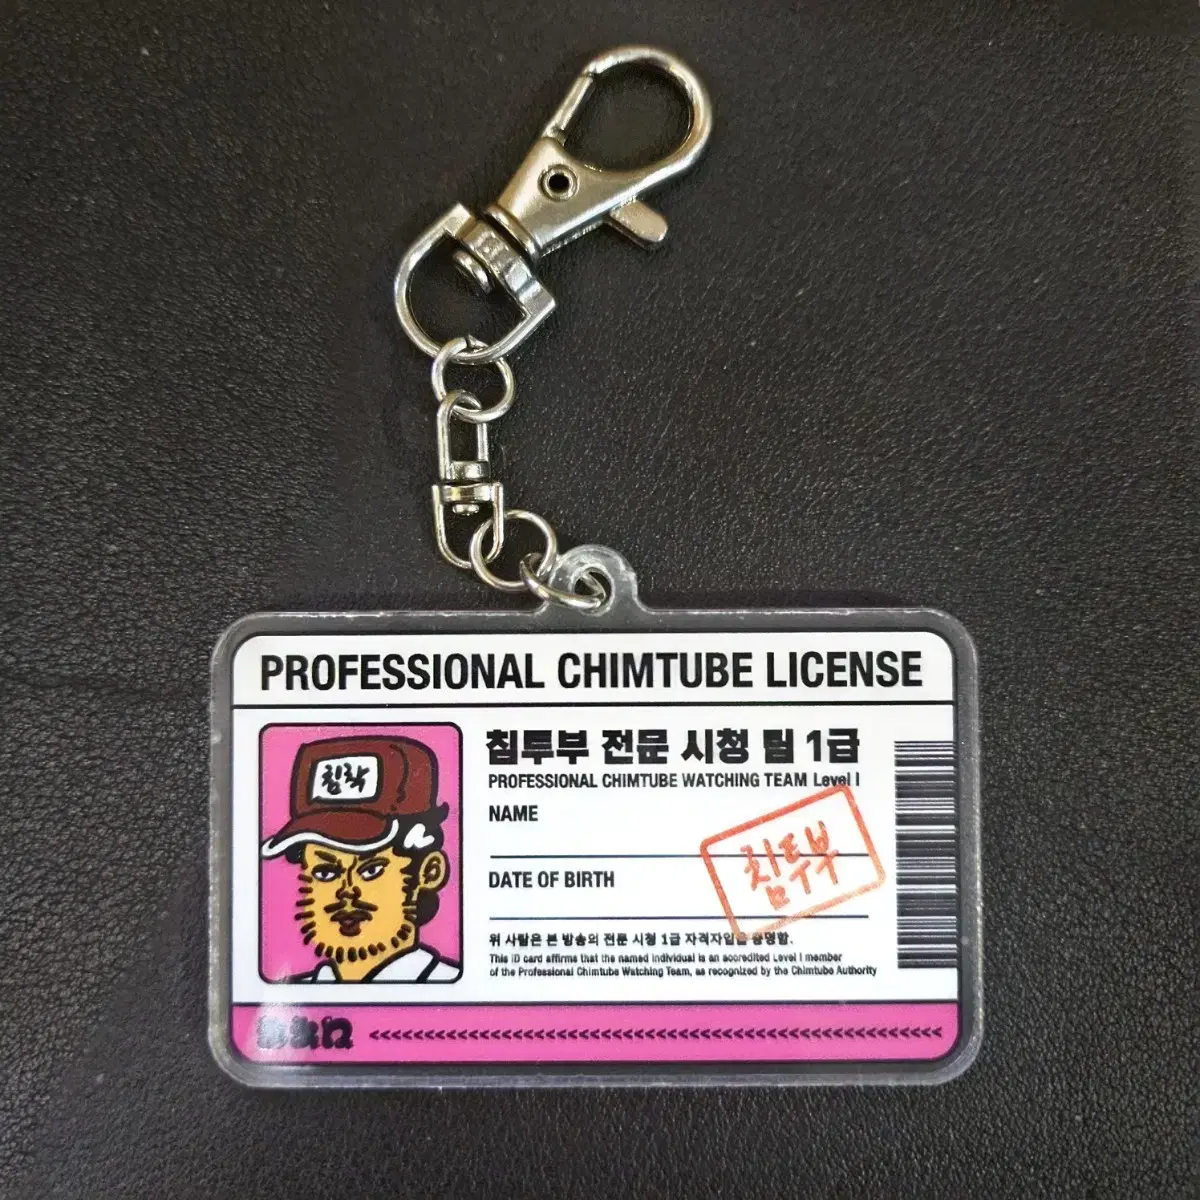 PROFESSIONAL CHIMTUBE LICENSE
침착
침투부 전문 시청 팀 1급
PROFESSIONAL CHIMTUBE WATCHING TEAM Level I
NAME
침투부
DATE OF BIRTH
위 사람은 본 방송의 전문 시청 1급 자격자임을 증명함.
This ID card affirms that the named individual is an accredited Level I member
of the Professional Chimtube Watching Team, as recognized by the Chimtube Authority